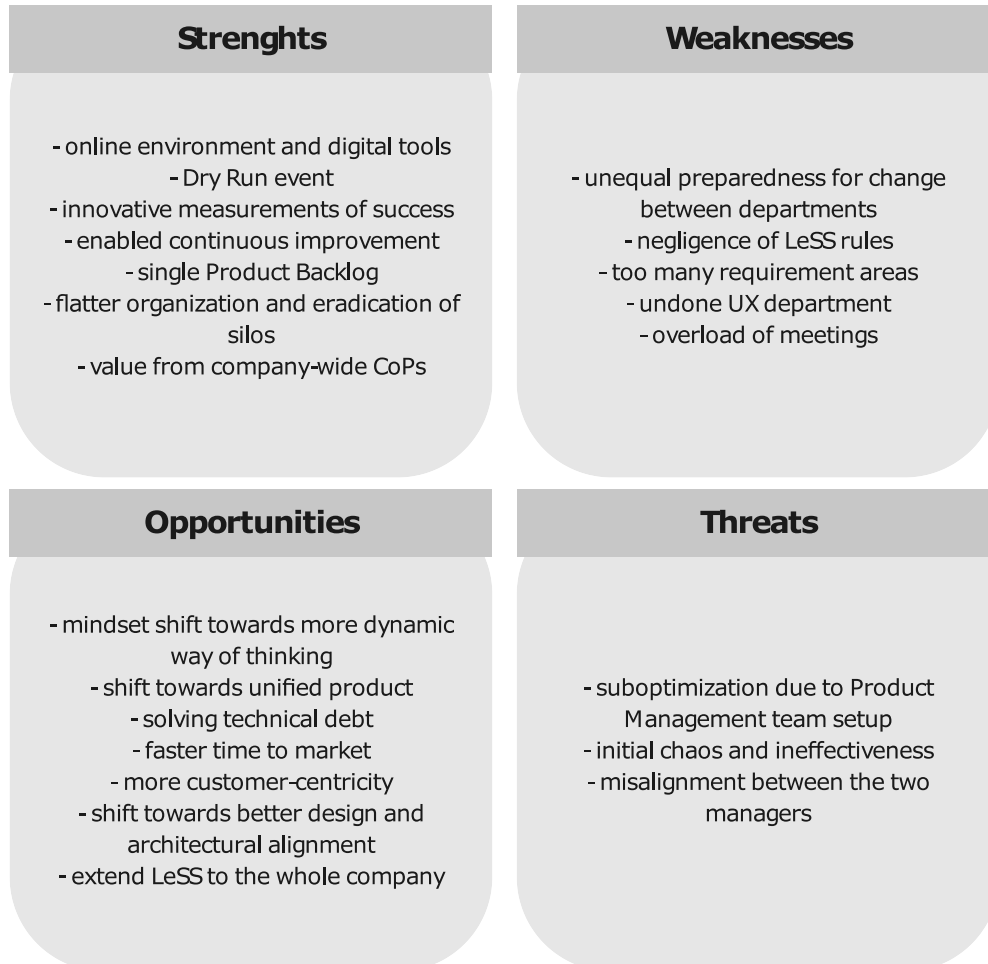 Strenghts
- online environment and digital tools
- Dry Run event
- innovative measurements of success
- enabled continuous improvement
- single Product Backlog
- flatter organization and eradication of
silos
- value from company-wide CoPs
Weaknesses
- unequal preparedness for change
between departments
- negligence of LeSS rules
- too many requirement areas
- undone UX department
- overload of meetings
Opportunities
- mindset shift towards more dynamic
way of thinking
- shift towards unified product
- solving technical debt
- faster time to market
- more customer-centricity
- shift towards better design and
architectural alignment
- extend LeSS to the whole company
Threats
- suboptimization due to Product
Management team setup
- initial chaos and ineffectiveness
- misalignment between the two
managers